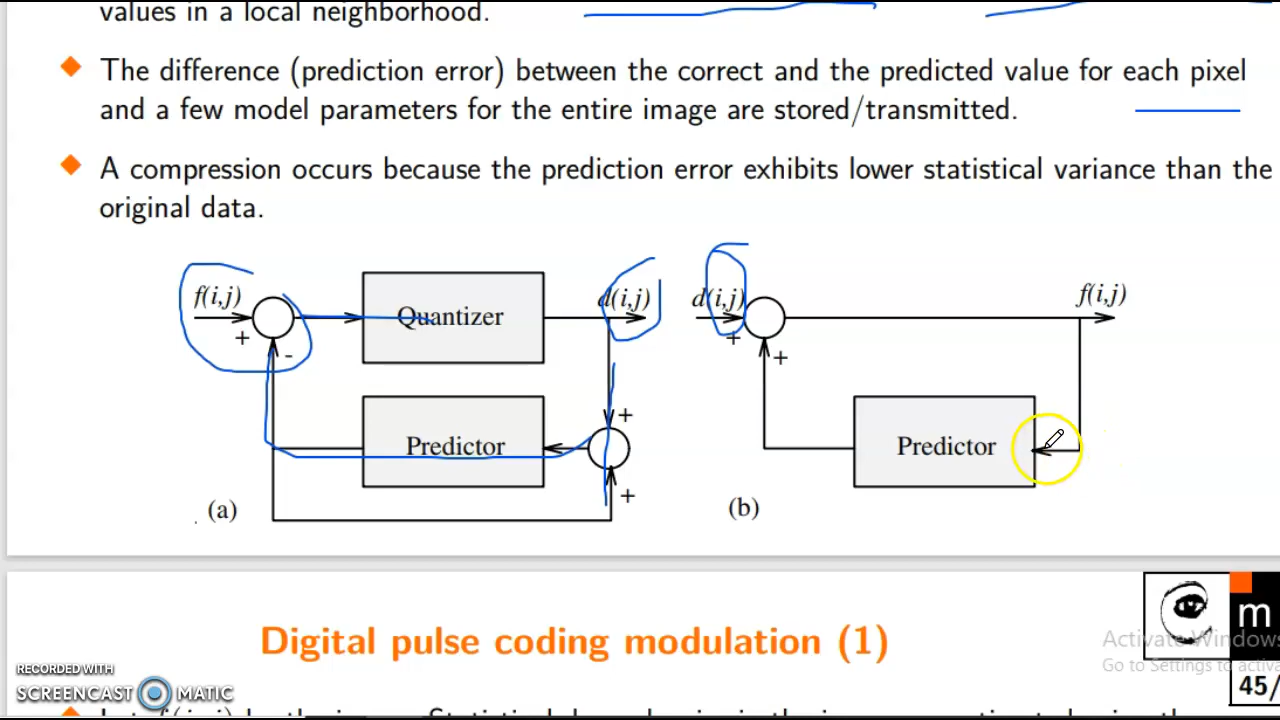 values in a local neighborhood.
The difference (prediction error) between the correct and the predicted value for each pixel
and a few model parameters for the entire image are stored/transmitted.
A compression occurs because the prediction error exhibits lower statistical variance than the
original data.
f(i,j)
+
-
Quantizer
d(i,j)
+
Predictor
+
(a)
d(i,j)
+
+
f(i,j)
Predictor
(b)
Digital pulse coding modulation (1)
m
Activate Windows
Go to Settings to activa
45/
RECORDED WITH
SCREENCAST MATIC